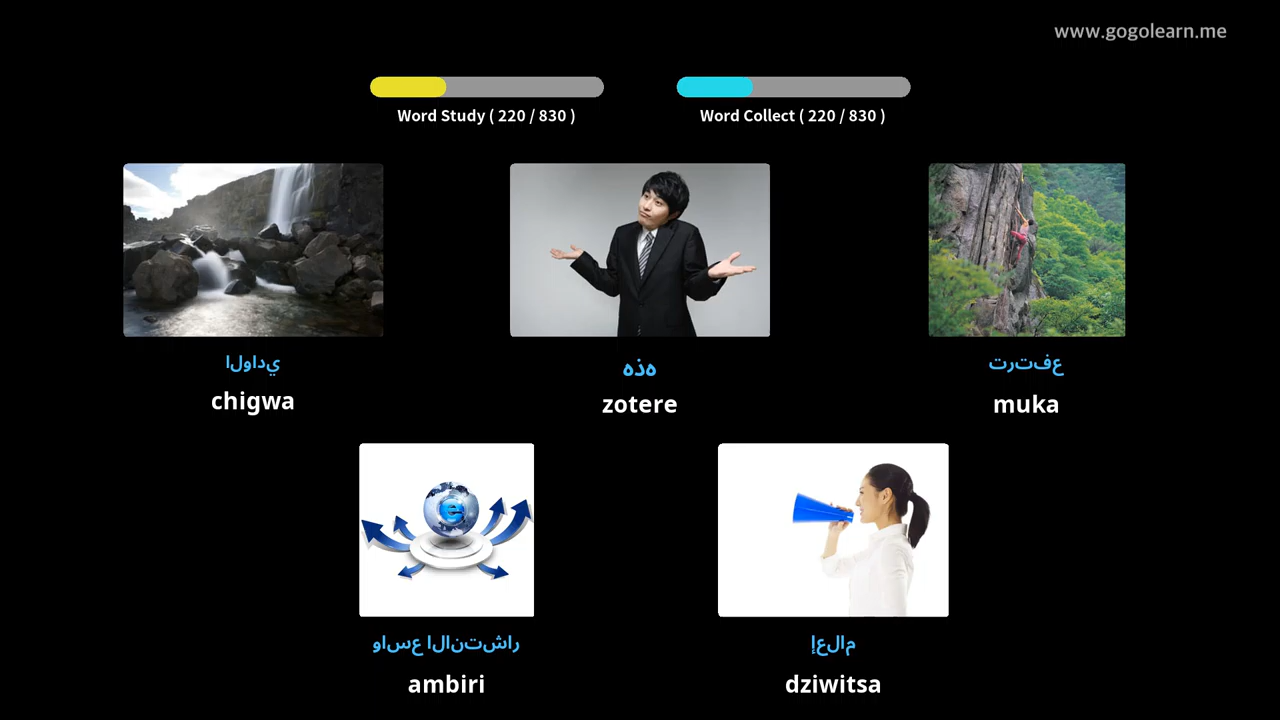 www.gogolearn.me
Word Study ( 220 / 830 )
Word Collect ( 220 / 830 )
الوادي
chigwa
هذه
zotere
ترتفع
muka
واسع الانتشار
ambiri
إعلام
dziwitsa